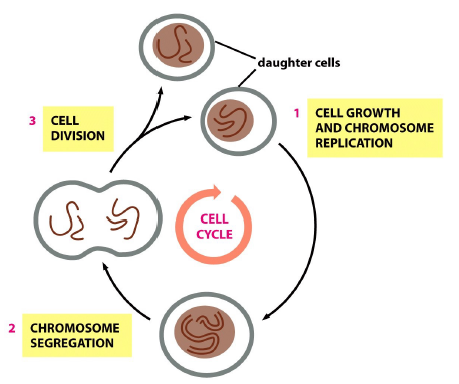 daughter cells
1 CELL GROWTH
AND CHROMOSOME
REPLICATION
3 CELL
DIVISION
CELL
CYCLE
2 CHROMOSOME
SEGREGATION